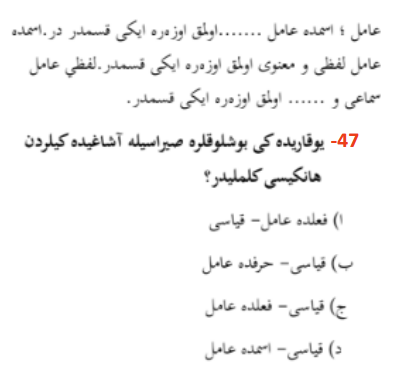 عامل ؛ اسمده عامل .......اولمق اوزه‌ره ایکی قسمدر در.اسمده
عامل لفظی و معنوی اولمق اوزه‌ره ایکی قسمدر.لفظي عامل
سماعی و ...... اولمق اوزه‌ره ایکی قسمدر.
47- یوقاریده کی بوشلوقلره صیراسیله آشاغیده کیلردن
هانکیسی کلملیدر؟
ا) فعلده عامل- قیاسی
ب) قیاسی- حرفده عامل
ج) قیاسی- فعلده عامل
د) قیاسی- اسمده عامل